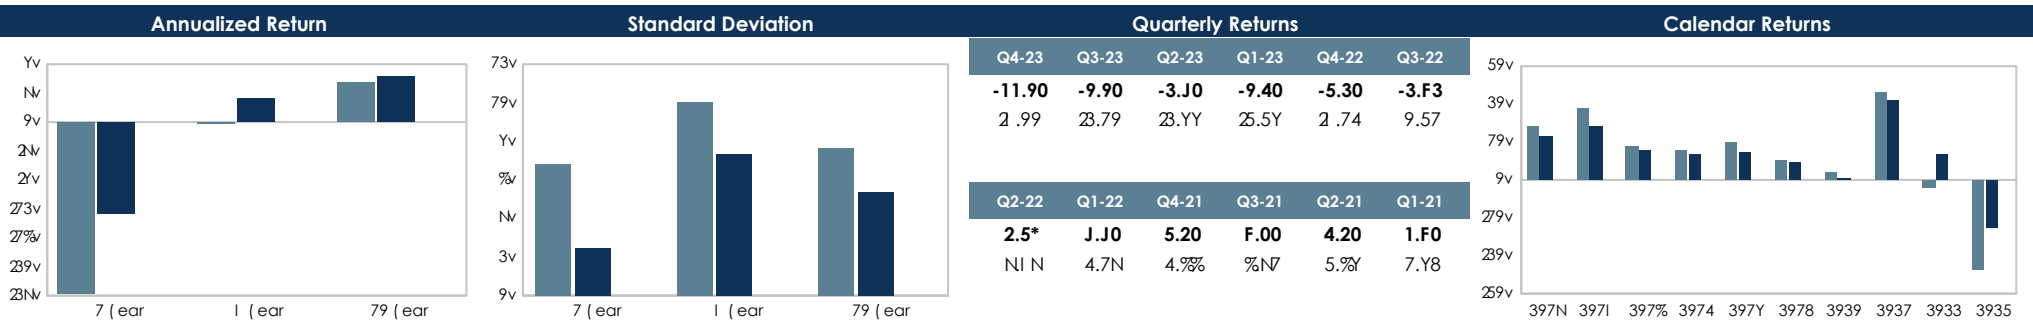 Annualized Return
Yv
Nv
9v
2Nv
2Yv
273v
27%v
239v
23Nv
7 ( ear
I ( ear
79 ( ear
Standard Deviation
73v
79v
Yv
%v
Nv
3v
9v
7 ( ear
I ( ear
79 ( ear
Quarterly Returns
Q4-23 Q3-23 Q2-23 Q1-23 Q4-22 Q3-22
-11.90 -9.90 -3.J0 -9.40 -5.30 -3.F3
2I .99 23.79 23.YY 25.5Y 2I .74 9.57
Q2-22 Q1-22 Q4-21 Q3-21 Q2-21 Q1-21
2.5* J.J0 5.20 F.00 4.20 1.F0
N.I N 4.7N 4.%% %.N7 5.%Y 7.Y8
Calendar Returns
59v
39v
79v
9v
279v
239v
259v
397N 397I 397% 3974 397Y 3978 3939 3937 3933 3935